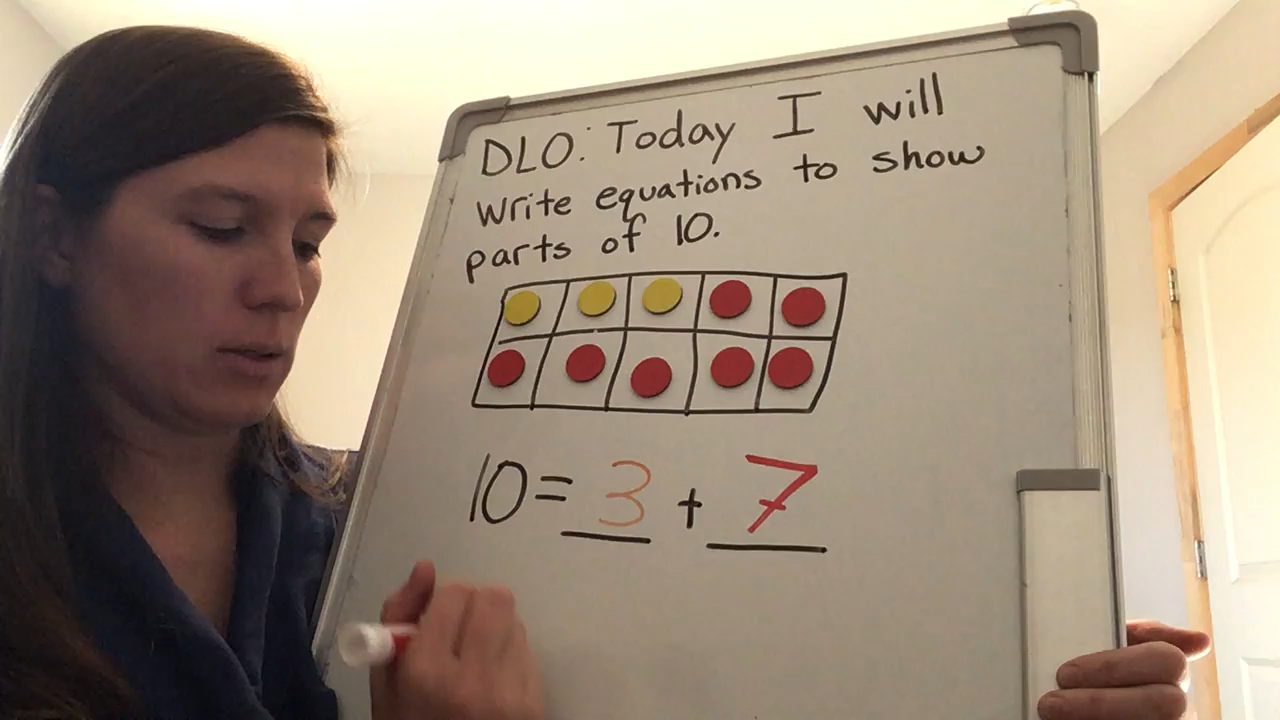 DLO: Today I will
write equations to show
parts of 10.
10 = 3 + 7